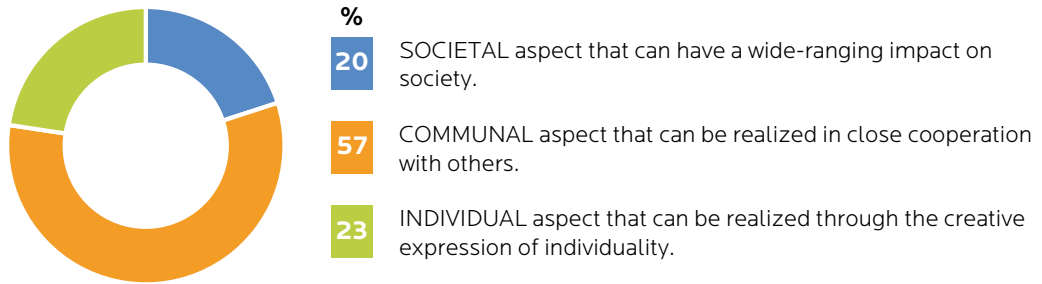 %
20
SOCIETAL aspect that can have a wide-ranging impact on
society.
57
COMMUNAL aspect that can be realized in close cooperation
with others.
23
INDIVIDUAL aspect that can be realized through the creative
expression of individuality.